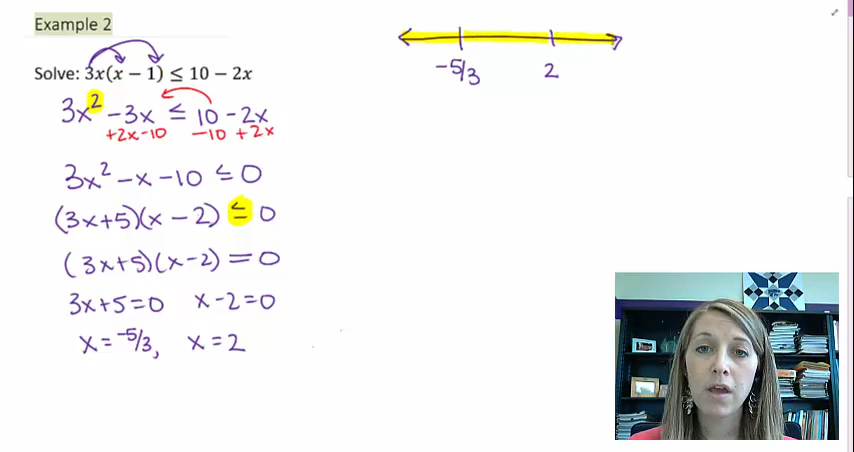 Example 2
Solve: 3x(x − 1) ≤ 10 − 2x
3x² − 3x ≤ 10 − 2x
+2x −10 −10 +2x
3x² − x − 10 ≤ 0
(3x+5)(x − 2) ≤ 0
(3x+5)(x−2) = 0
3x+5=0 x−2=0
x = −5/3, x = 2
−5/3 2